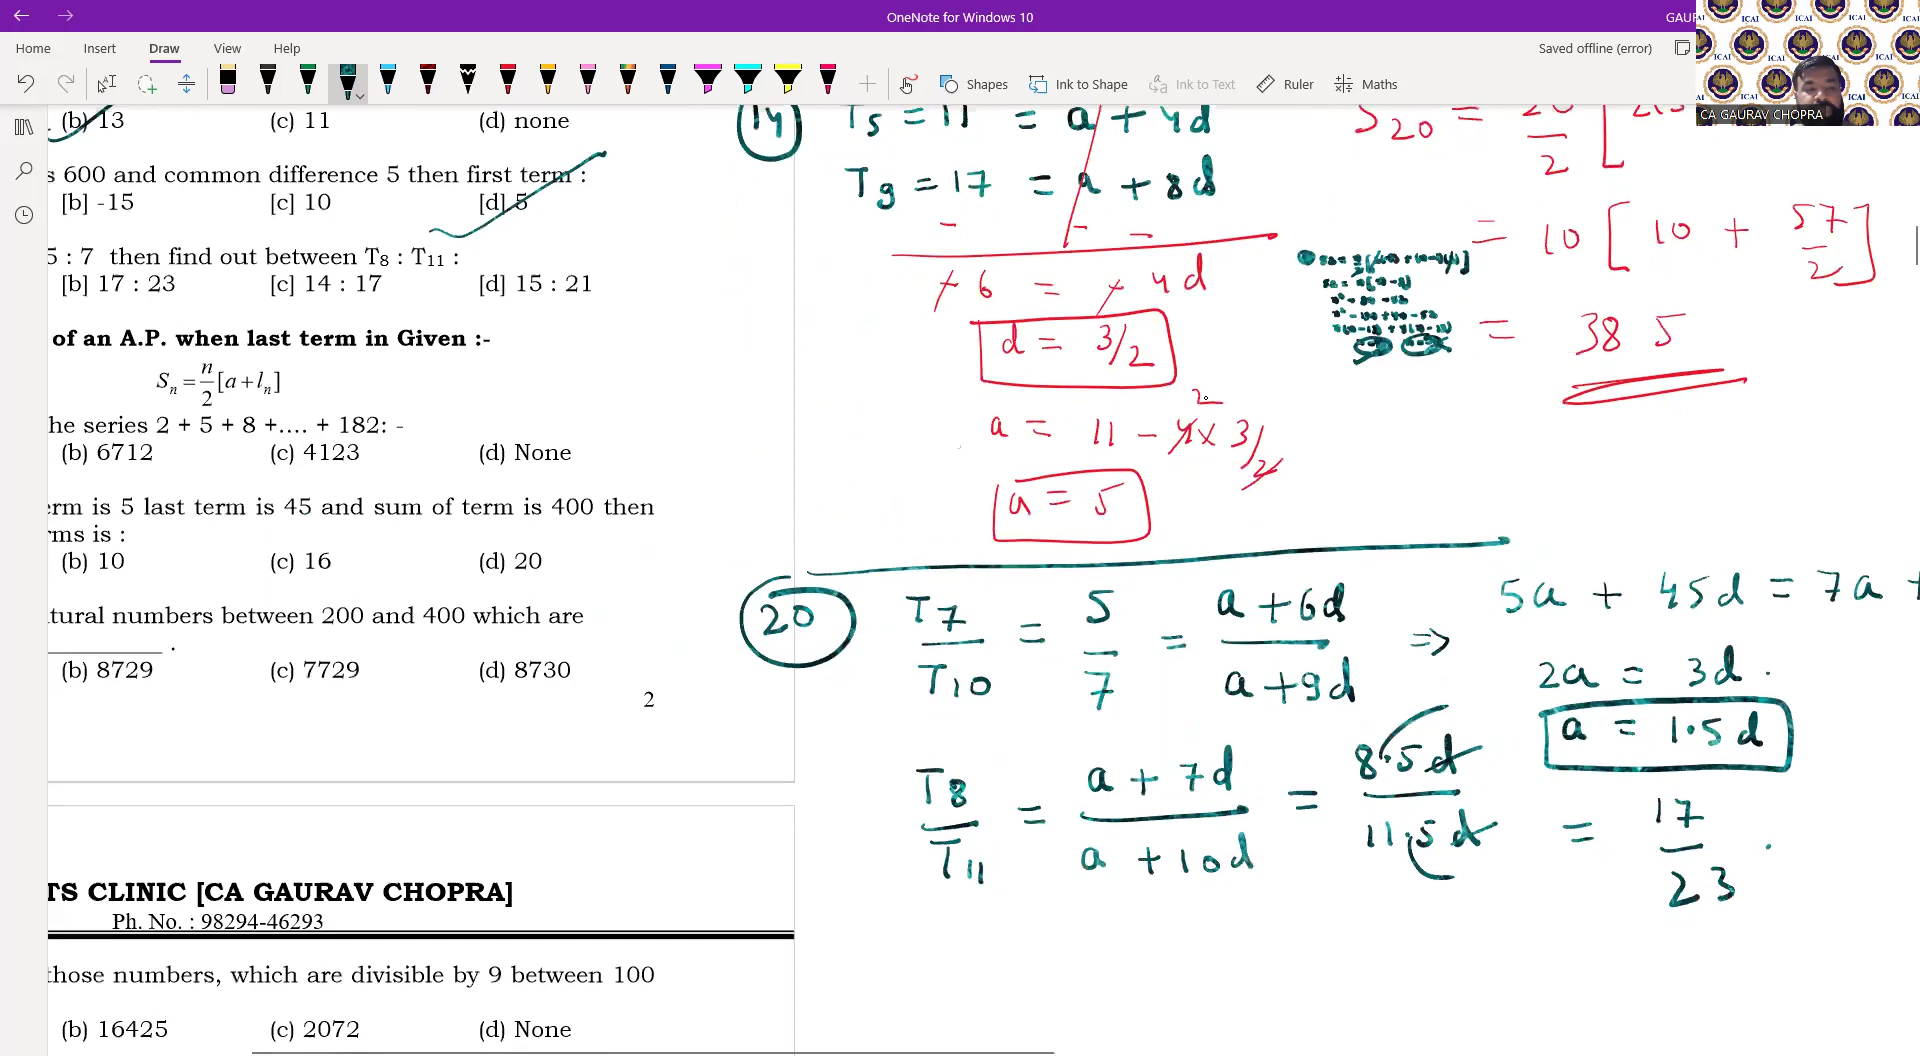 OneNote for Windows 10
GAUR
Home Insert Draw View Help
Saved offline (error)
Shapes Ink to Shape Ink to Text Ruler Maths
CA GAURAV CHOPRA
(b) 13 (c) 11 (d) none
s 600 and common difference 5 then first term :
[b] -15 [c] 10 [d] 5
5 : 7 then find out between T₈ : T₁₁ :
[b] 17 : 23 [c] 14 : 17 [d] 15 : 21
of an A.P. when last term in Given :-
Sₙ = n/2 [a + lₙ]
he series 2 + 5 + 8 +.... + 182: -
(b) 6712 (c) 4123 (d) None
erm is 5 last term is 45 and sum of term is 400 then
rms is :
(b) 10 (c) 16 (d) 20
tural numbers between 200 and 400 which are
____________ .
(b) 8729 (c) 7729 (d) 8730
2
TS CLINIC [CA GAURAV CHOPRA]
Ph. No. : 98294-46293
those numbers, which are divisible by 9 between 100
(b) 16425 (c) 2072 (d) None
14 T5 = 11 = a + 4d
T9 = 17 = a + 8d
- - -
+6 = +4d
d = 3/2
2
a = 11 - 4 x 3/2
a = 5
S20 = 20/2 [
= 10 [ 10 + 57/2 ]
= 385
20 T7/T10 = 5/7 = a + 6d/a + 9d ⇒ 5a + 45d = 7a +
2a = 3d .
a = 1.5d
T8/T11 = a + 7d/a + 10d = 8.5d/11.5d = 17/23 .